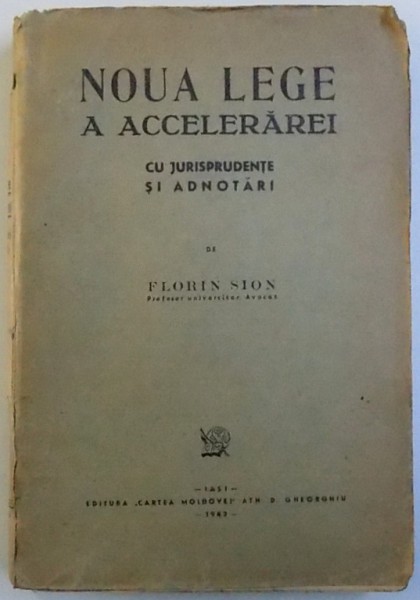 NOUA LEGE
A ACCELERĂREI
CU JURISPRUDENȚE
ȘI ADNOTĂRI
DE
FLORIN SION
Profesor universitar Avocat
— IAȘI —
EDITURA „CARTEA MOLDOVEI" ATH. D. GHEORGHIU
— 1943 —